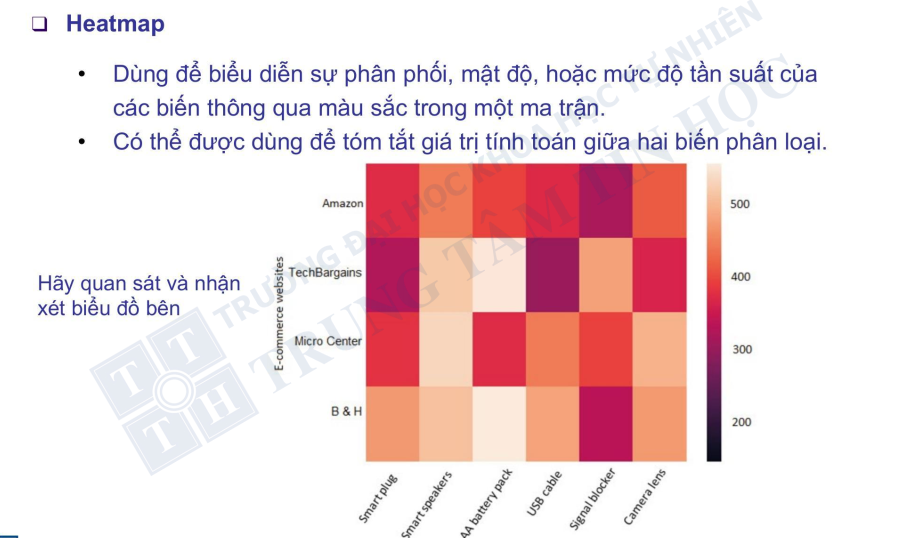 Heatmap
Dùng để biểu diễn sự phân phối, mật độ, hoặc mức độ tần suất của
các biến thông qua màu sắc trong một ma trận.
Có thể được dùng để tóm tắt giá trị tính toán giữa hai biến phân loại.
Hãy quan sát và nhận
xét biểu đồ bên
E-commerce websites
Amazon
TechBargains
Micro Center
B & H
Smart plug
Smart speakers
AA battery pack
USB cable
Signal blocker
Camera lens
500
400
300
200
TRƯỜNG ĐẠI HỌC KHOA HỌC TỰ NHIÊN
TRUNG TÂM TIN HỌC
T T
T H